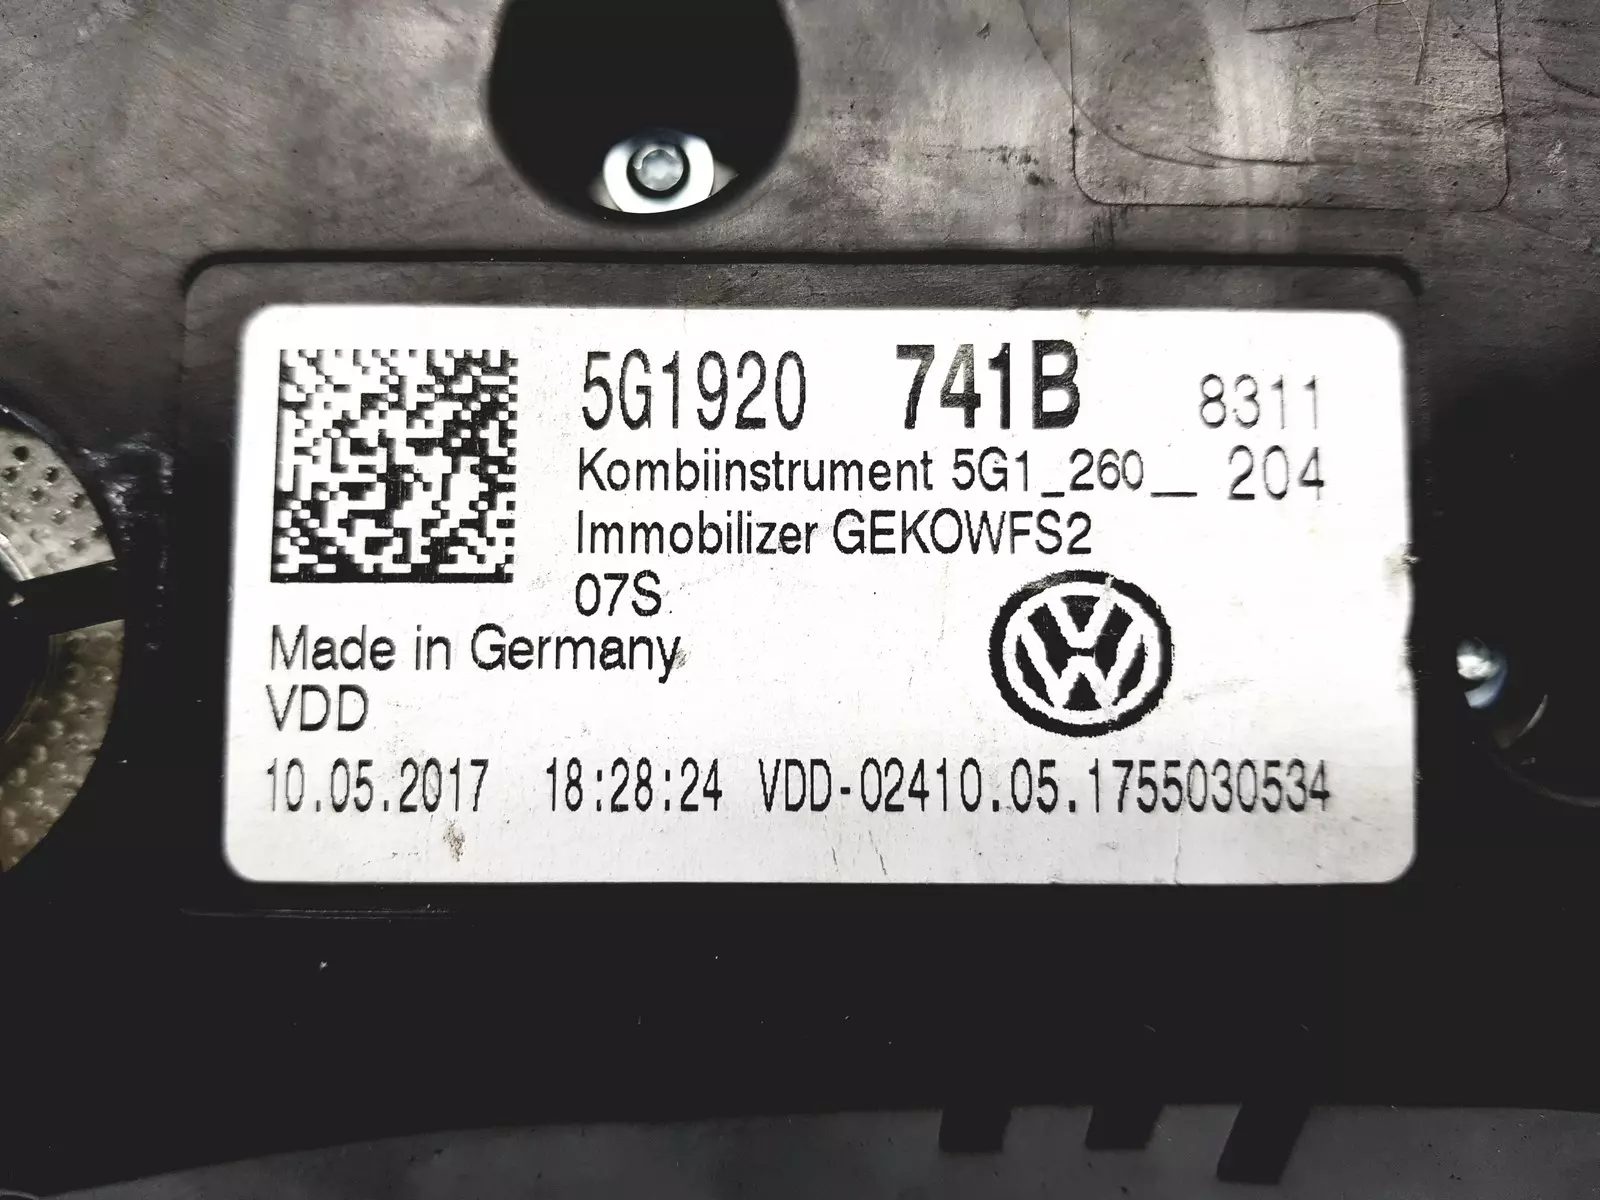 5G1920 741B 8311
Kombiinstrument 5G1_260__ 204
Immobilizer GEKOWFS2
07S
Made in Germany
VDD
10.05.2017 18:28:24 VDD-02410.05.1755030534